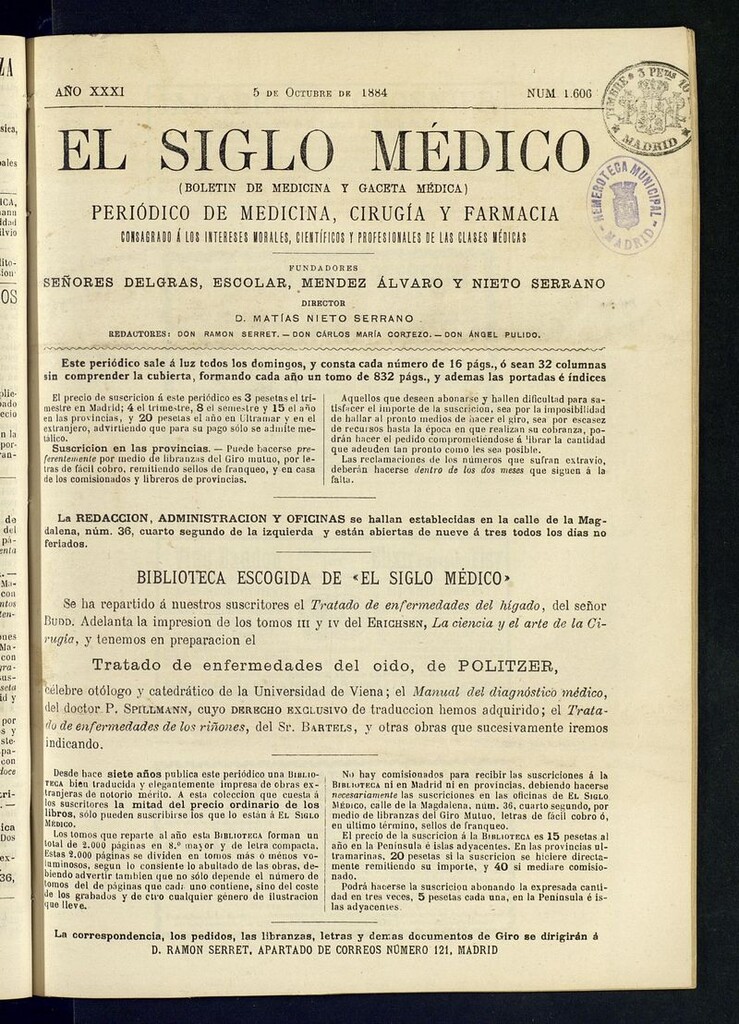 AÑO XXXI
5 DE OCTUBRE DE 1884
NUM 1.606
TIMBRE 3 PETAS 10
MADRID
EL SIGLO MÉDICO
(BOLETIN DE MEDICINA Y GACETA MÉDICA)
HEMEROTECA MUNICIPAL
MADRID
PERIÓDICO DE MEDICINA, CIRUGÍA Y FARMACIA
CONSAGRADO Á LOS INTERESES MORALES, CIENTÍFICOS Y PROFESIONALES DE LAS CLASES MÉDICAS
FUNDADORES
SEÑORES DELGRAS, ESCOLAR, MENDEZ ÁLVARO Y NIETO SERRANO
DIRECTOR
D. MATÍAS NIETO SERRANO
REDACTORES: DON RAMON SERRET. — DON CÁRLOS MARÍA CORTEZO. — DON ÁNGEL PULIDO.
Este periódico sale á luz todos los domingos, y consta cada número de 16 págs., ó sean 32 columnas
sin comprender la cubierta, formando cada año un tomo de 832 págs., y ademas las portadas é índices
El precio de suscricion á este periódico es 3 pesetas el tri-
mestre en Madrid; 4 el trimestre, 8 el semestre y 15 el año
en las provincias, y 20 pesetas el año en Ultramar y en el
extranjero, advirtiendo que para su pago sólo se admite me-
tálico.
Suscricion en las provincias. — Puede hacerse pre-
ferentemente por medio de libranzas del Giro mutuo, por le-
tras de fácil cobro, remitiendo sellos de franqueo, y en casa
de los comisionados y libreros de provincias.
Aquellos que deseen abonarse y hallen dificultad para sa-
tisfacer el importe de la suscricion, sea por la imposibilidad
de hallar al pronto medios de hacer el giro, sea por escasez
de recursos hasta la época en que realizan su cobranza, po-
drán hacer el pedido comprometiéndose á librar la cantidad
que adeuden tan pronto como les sea posible.
Las reclamaciones de los números que sufran extravío,
deberán hacerse dentro de los dos meses que siguen á la
falta.
La REDACCION, ADMINISTRACION Y OFICINAS se hallan establecidas en la calle de la Mag-
dalena, núm. 36, cuarto segundo de la izquierda y están abiertas de nueve á tres todos los dias no
feriados.
BIBLIOTECA ESCOGIDA DE «EL SIGLO MÉDICO»
Se ha repartido á nuestros suscritores el Tratado de enfermedades del hígado, del señor
BUDD. Adelanta la impresion de los tomos III y IV del ERICHSEN, La ciencia y el arte de la Ci-
rugía, y tenemos en preparacion el
Tratado de enfermedades del oido, de POLITZER,
célebre otólogo y catedrático de la Universidad de Viena; el Manual del diagnóstico médico,
del doctor P. SPILLMANN, cuyo DERECHO EXCLUSIVO de traduccion hemos adquirido; el Trata-
do de enfermedades de los riñones, del Sr. BARTELS, y otras obras que sucesivamente iremos
indicando.
Desde hace siete años publica este periódico una BIBLIO-
TECA bien traducida y elegantemente impresa de obras ex-
tranjeras de notorio mérito. A esta coleccion que cuesta á
los suscritores la mitad del precio ordinario de los
libros, sólo pueden suscribirse los que lo están á EL SIGLO
MÉDICO.
Los tomos que reparte al año esta BIBLIOTECA forman un
total de 2.000 páginas en 8.º mayor y de letra compacta.
Estas 2.000 páginas se dividen en tomos más ó menos vo-
luminosos, segun lo consiente lo abultado de las obras, de-
biendo advertir tambien que no sólo depende el número de
tomos del de páginas que cada uno contiene, sino del coste
de los grabados y de otro cualquier género de ilustracion
que lleve.
No hay comisionados para recibir las suscriciones á la
BIBLIOTECA ni en Madrid ni en provincias, debiendo hacerse
necesariamente las suscriciones en las oficinas de EL SIGLO
MÉDICO, calle de la Magdalena, núm. 36, cuarto segundo, por
medio de libranzas del Giro Mutuo, letras de fácil cobro ó,
en último término, sellos de franqueo.
El precio de la suscricion á la BIBLIOTECA es 15 pesetas al
año en la Península é islas adyacentes. En las provincias ul-
tramarinas, 20 pesetas si la suscricion se hiciere directa-
mente remitiendo su importe, y 40 si mediare comisio-
nado.
Podrá hacerse la suscricion abonando la expresada canti-
dad en tres veces, 5 pesetas cada una, en la Península é is-
las adyacentes.
La correspondencia, los pedidos, las libranzas, letras y demas documentos de Giro se dirigirán á
D. RAMON SERRET, APARTADO DE CORREOS NÚMERO 121, MADRID